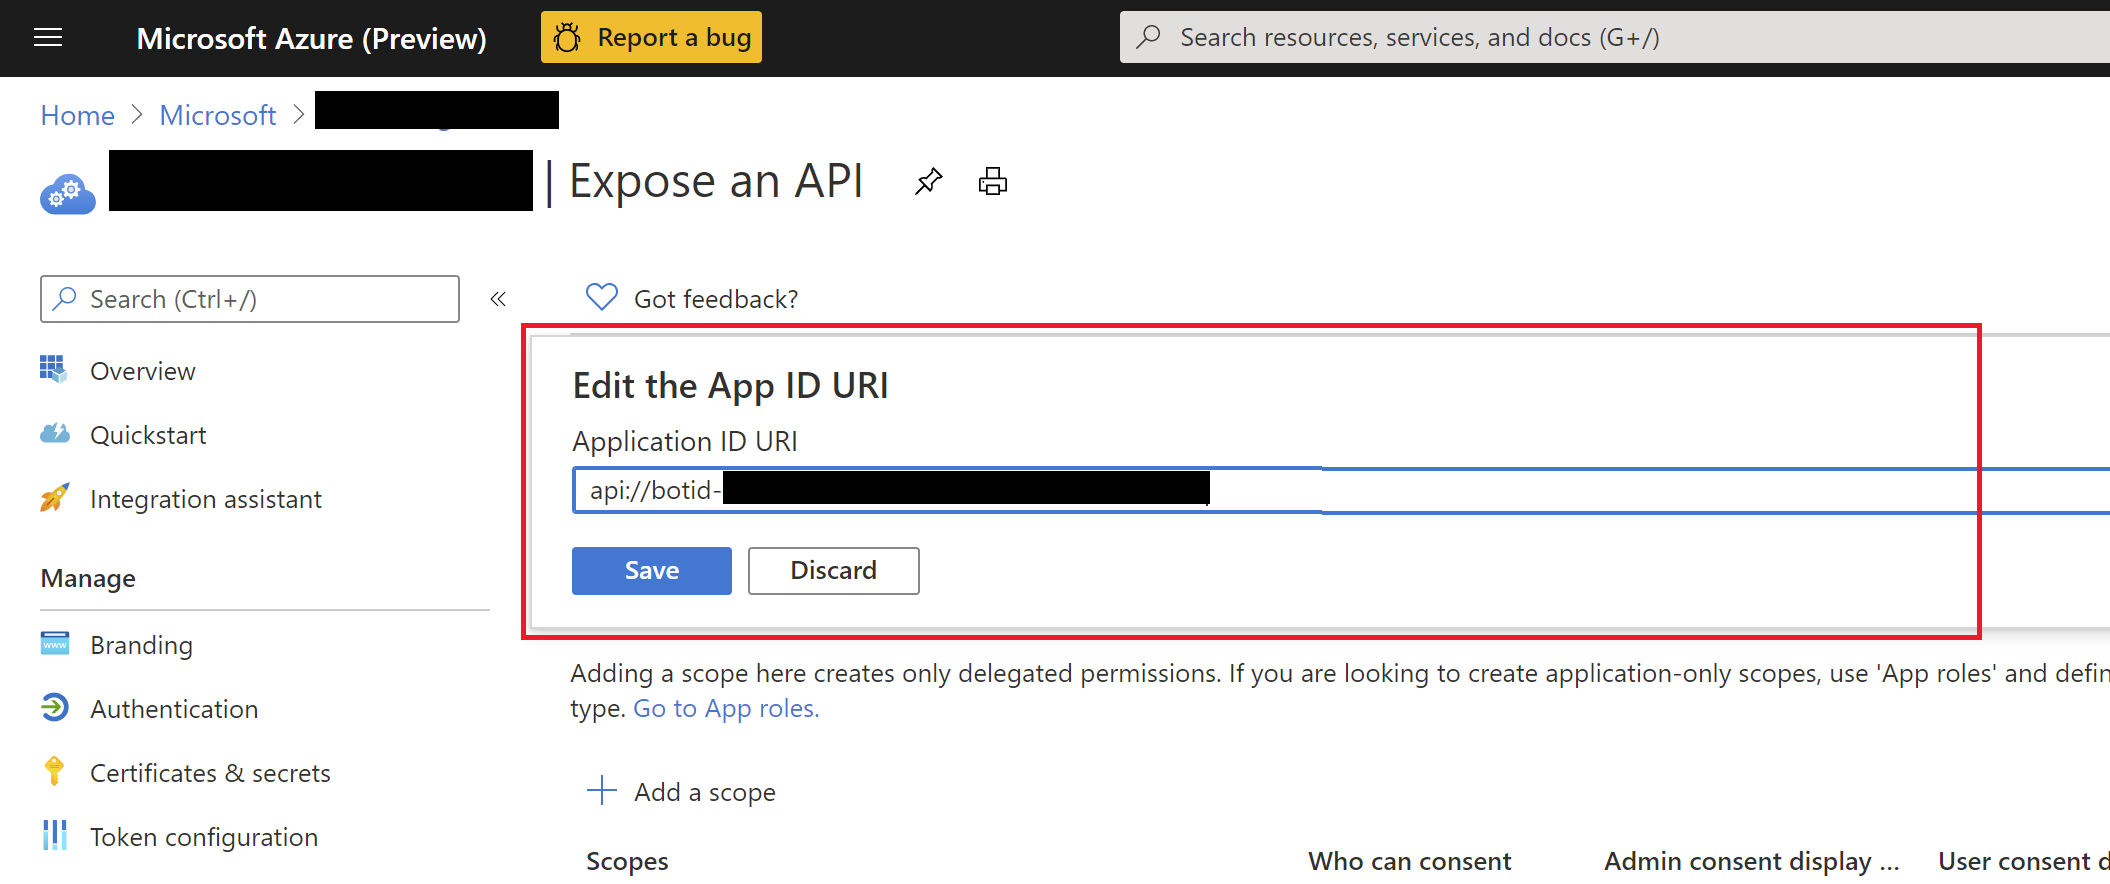 Microsoft Azure (Preview)
Report a bug
Search resources, services, and docs (G+/)
Home > Microsoft >
| Expose an API
Search (Ctrl+/)
«
Got feedback?
Overview
Quickstart
Integration assistant
Manage
Branding
Authentication
Certificates & secrets
Token configuration
Edit the App ID URI
Application ID URI
api://botid-
Save
Discard
Adding a scope here creates only delegated permissions. If you are looking to create application-only scopes, use 'App roles' and defin
type. Go to App roles.
Add a scope
Scopes
Who can consent
Admin consent display ...
User consent d